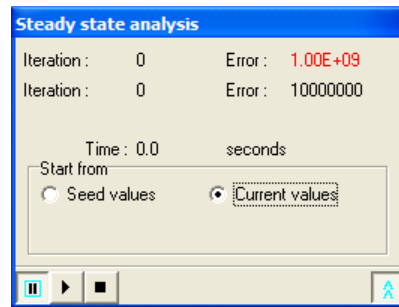 Steady state analysis
Iteration : 0 Error : 1.00E+09
Iteration : 0 Error : 10000000
Time : 0.0 seconds
Start from
Seed values Current values